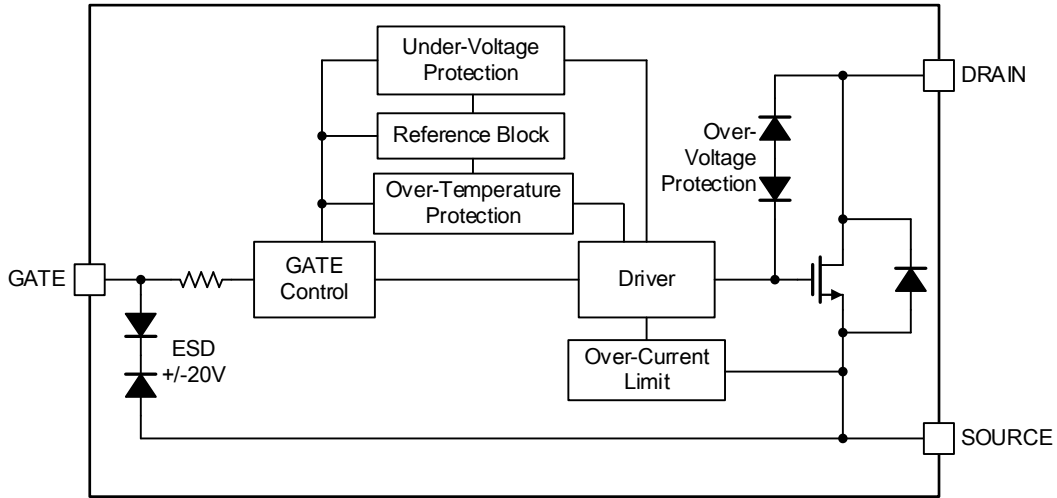 Under-Voltage
Protection
DRAIN
Reference Block
Over-
Voltage
Protection
Over-Temperature
Protection
GATE
GATE
Control
Driver
ESD
+/-20V
Over-Current
Limit
SOURCE